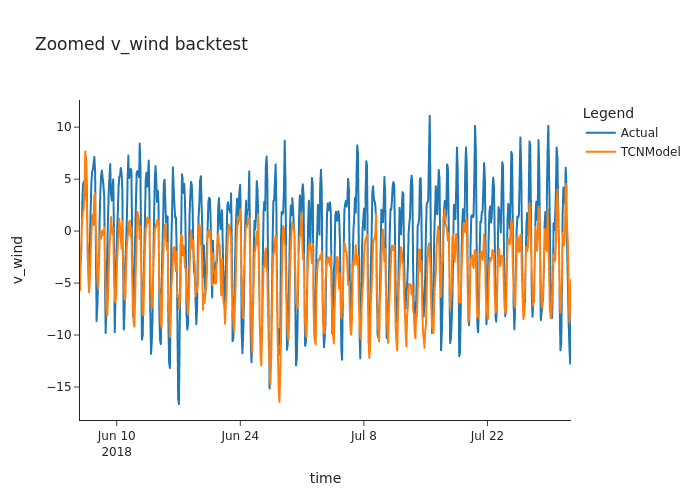 Zoomed v_wind backtest
Legend
Actual
TCNModel
10
5
0
−5
−10
−15
v_wind
Jun 10
2018
Jun 24
Jul 8
Jul 22
time